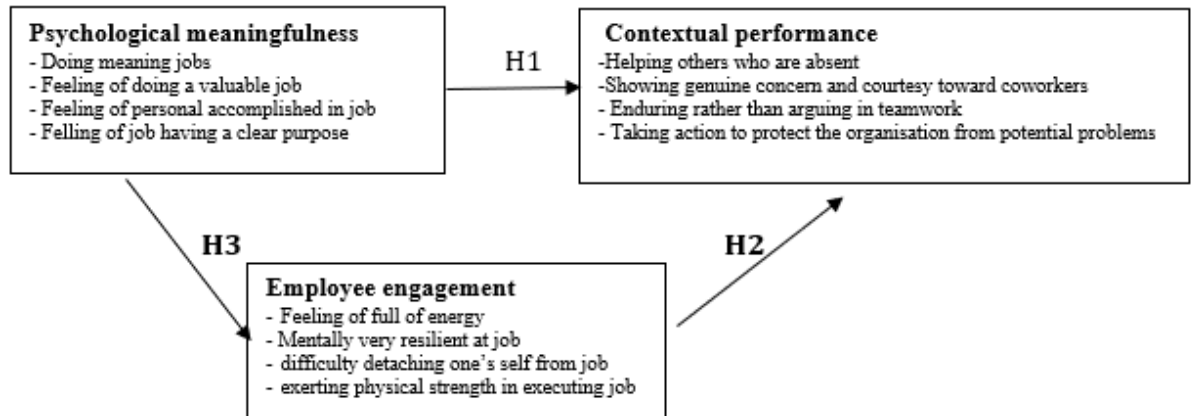 Psychological meaningfulness
- Doing meaning jobs
- Feeling of doing a valuable job
- Feeling of personal accomplished in job
- Felling of job having a clear purpose
H1
Contextual performance
-Helping others who are absent
-Showing genuine concern and courtesy toward coworkers
- Enduring rather than arguing in teamwork
- Taking action to protect the organisation from potential problems
H3
H2
Employee engagement
- Feeling of full of energy
- Mentally very resilient at job
- difficulty detaching one’s self from job
- exerting physical strength in executing job